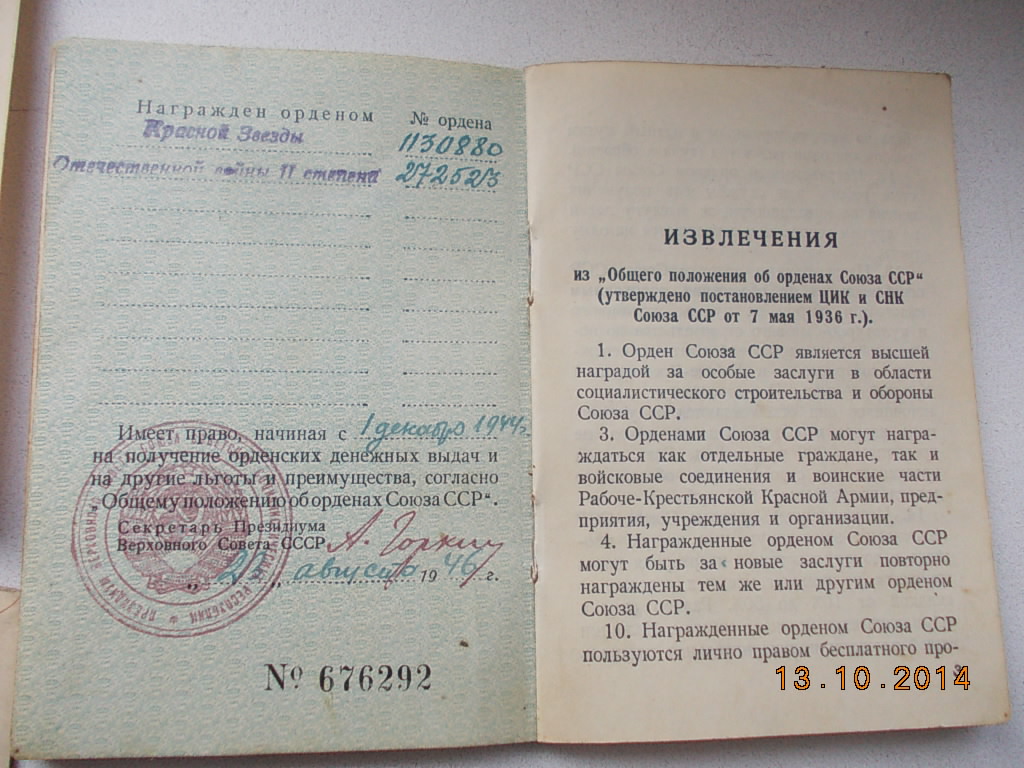 Награжден орденом
№ ордена
Красной Звезды
1130880
Отечественной войны II степени
272523
Имеет право, начиная с 1 декабря 1944 г.
на получение орденских денежных выдач и
на другие льготы и преимущества, согласно
„Общему положению об орденах Союза ССР“.
Секретарь Президиума
Верховного Совета СССР А. Горкин
„23„ августа 1946 г.
№ 676292
ИЗВЛЕЧЕНИЯ
из „Общего положения об орденах Союза ССР“
(утверждено постановлением ЦИК и СНК
Союза ССР от 7 мая 1936 г.).
1. Орден Союза ССР является высшей
наградой за особые заслуги в области
социалистического строительства и обороны
Союза ССР.
3. Орденами Союза ССР могут награ-
ждаться как отдельные граждане, так и
войсковые соединения и воинские части
Рабоче-Крестьянской Красной Армии, пред-
приятия, учреждения и организации.
4. Награжденные орденом Союза ССР
могут быть за новые заслуги повторно
награждены тем же или другим орденом
Союза ССР.
10. Награжденные орденом Союза ССР
пользуются лично правом бесплатного про-
3
13.10.2014